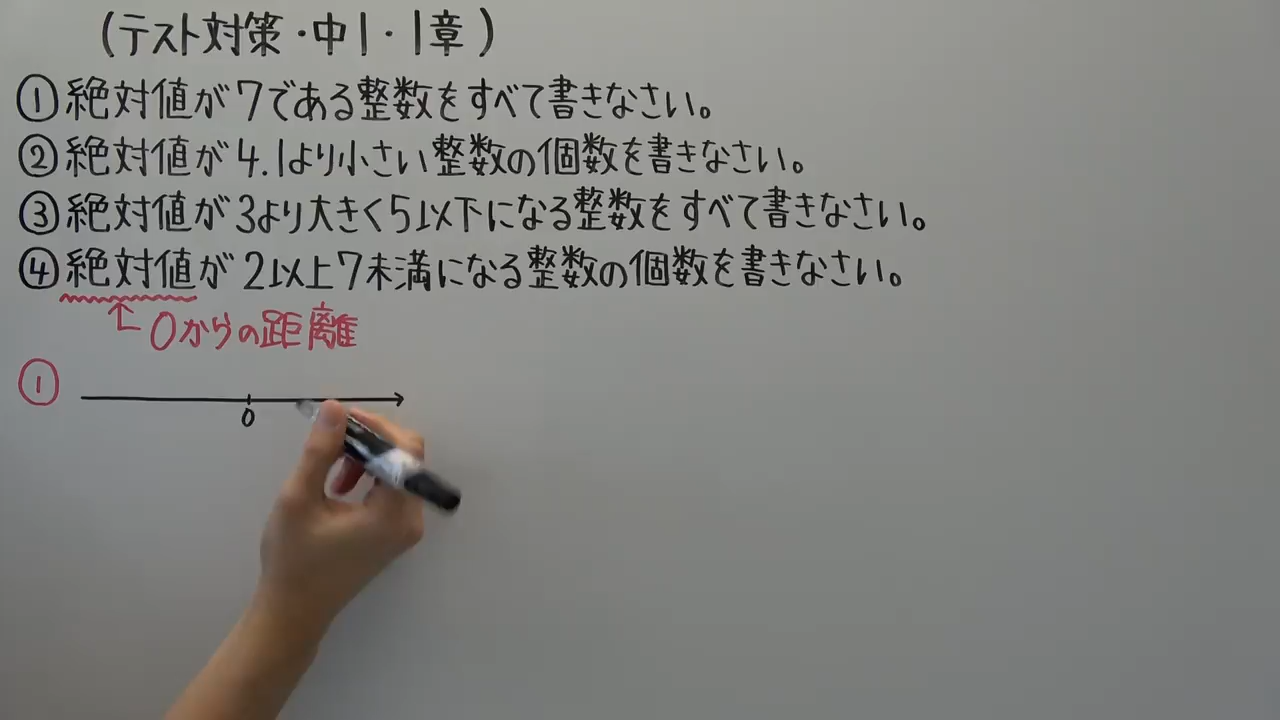 (テスト対策・中1・1章)
①絶対値が7である整数をすべて書きなさい。
②絶対値が4.1より小さい整数の個数を書きなさい。
③絶対値が3より大きく5以下になる整数をすべて書きなさい。
④絶対値が2以上7未満になる整数の個数を書きなさい。
0からの距離
①
0